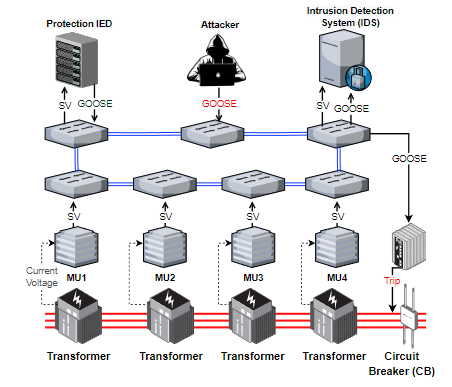 Protection IED
Attacker
Intrusion Detection
System (IDS)
SV
GOOSE
GOOSE
SV
GOOSE
GOOSE
SV
SV
SV
SV
Current
Voltage
MU1
MU2
MU3
MU4
Trip
Transformer
Transformer
Transformer
Transformer
Circuit
Breaker (CB)